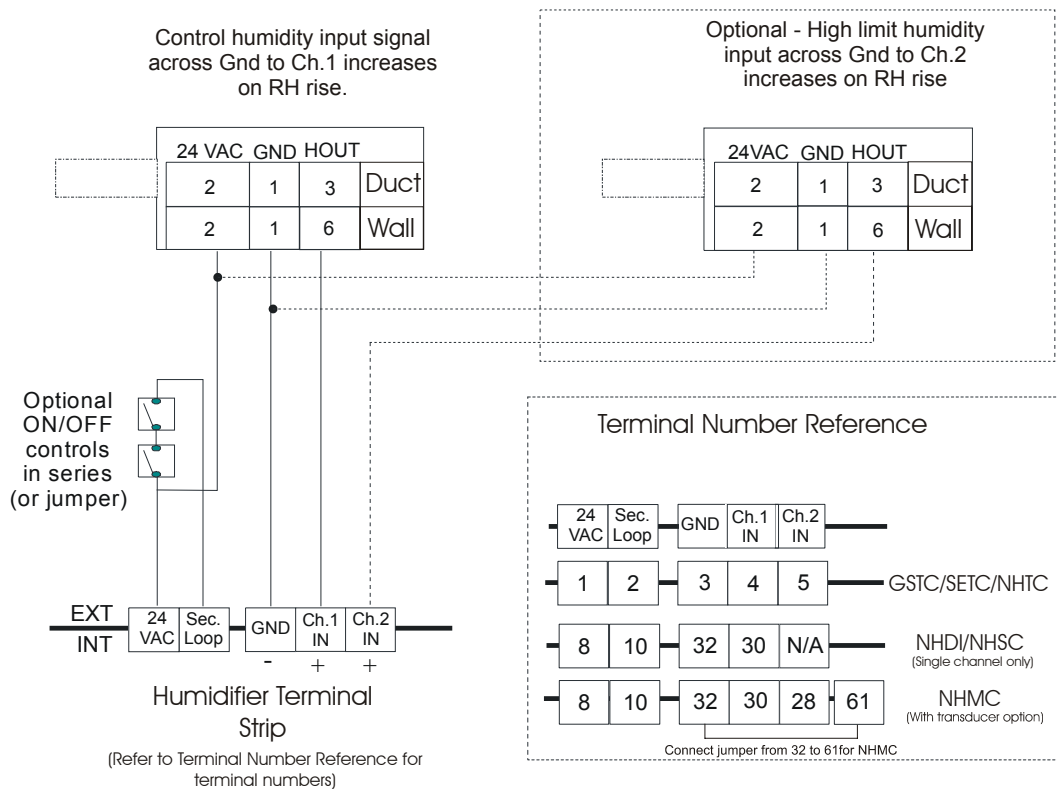 Control humidity input signal
across Gnd to Ch.1 increases
on RH rise.
Optional - High limit humidity
input across Gnd to Ch.2
increases on RH rise
24 VAC GND HOUT
2 1 3 Duct
2 1 6 Wall
24VAC GND HOUT
2 1 3 Duct
2 1 6 Wall
Optional
ON/OFF
controls
in series
(or jumper)
EXT
INT
24
VAC
Sec.
Loop
GND
Ch.1
IN
Ch.2
IN
- + +
Humidifier Terminal
Strip
(Refer to Terminal Number Reference for
terminal numbers)
Terminal Number Reference
24
VAC
Sec.
Loop
GND
Ch.1
IN
Ch.2
IN
1 2 3 4 5 GSTC/SETC/NHTC
8 10 32 30 N/A NHDI/NHSC
(Single channel only)
8 10 32 30 28 61 NHMC
(With transducer option)
Connect jumper from 32 to 61for NHMC